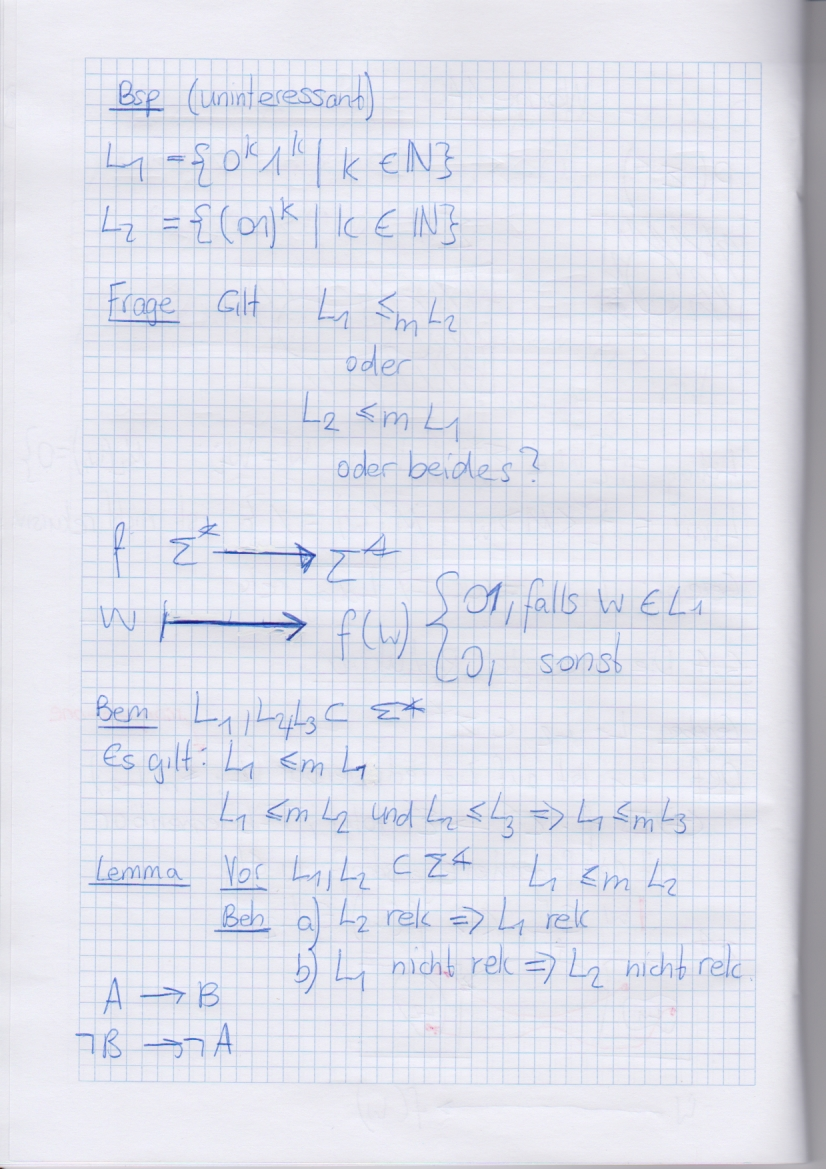 Bsp (uninteressant)
L₁ = {0ᵏ1ᵏ | k ∈ ℕ}
L₂ = {(01)ᵏ | k ∈ ℕ}
Frage Gilt L₁ ≤m L₂
oder
L₂ ≤m L₁
oder beides?
f Σ* → Σ*
w ↦ f(w) { 01, falls w ∈ L₁
0, sonst
Bem L₁, L₂, L₃ ⊂ Σ*
Es gilt: L₁ ≤m L₁
L₁ ≤m L₂ und L₂ ≤ L₃ => L₁ ≤m L₃
Lemma Vor L₁, L₂ ⊂ Σ* L₁ ≤m L₂
Beh a) L₂ rek => L₁ rek
b) L₁ nicht rek => L₂ nicht rek.
A → B
¬B → ¬A